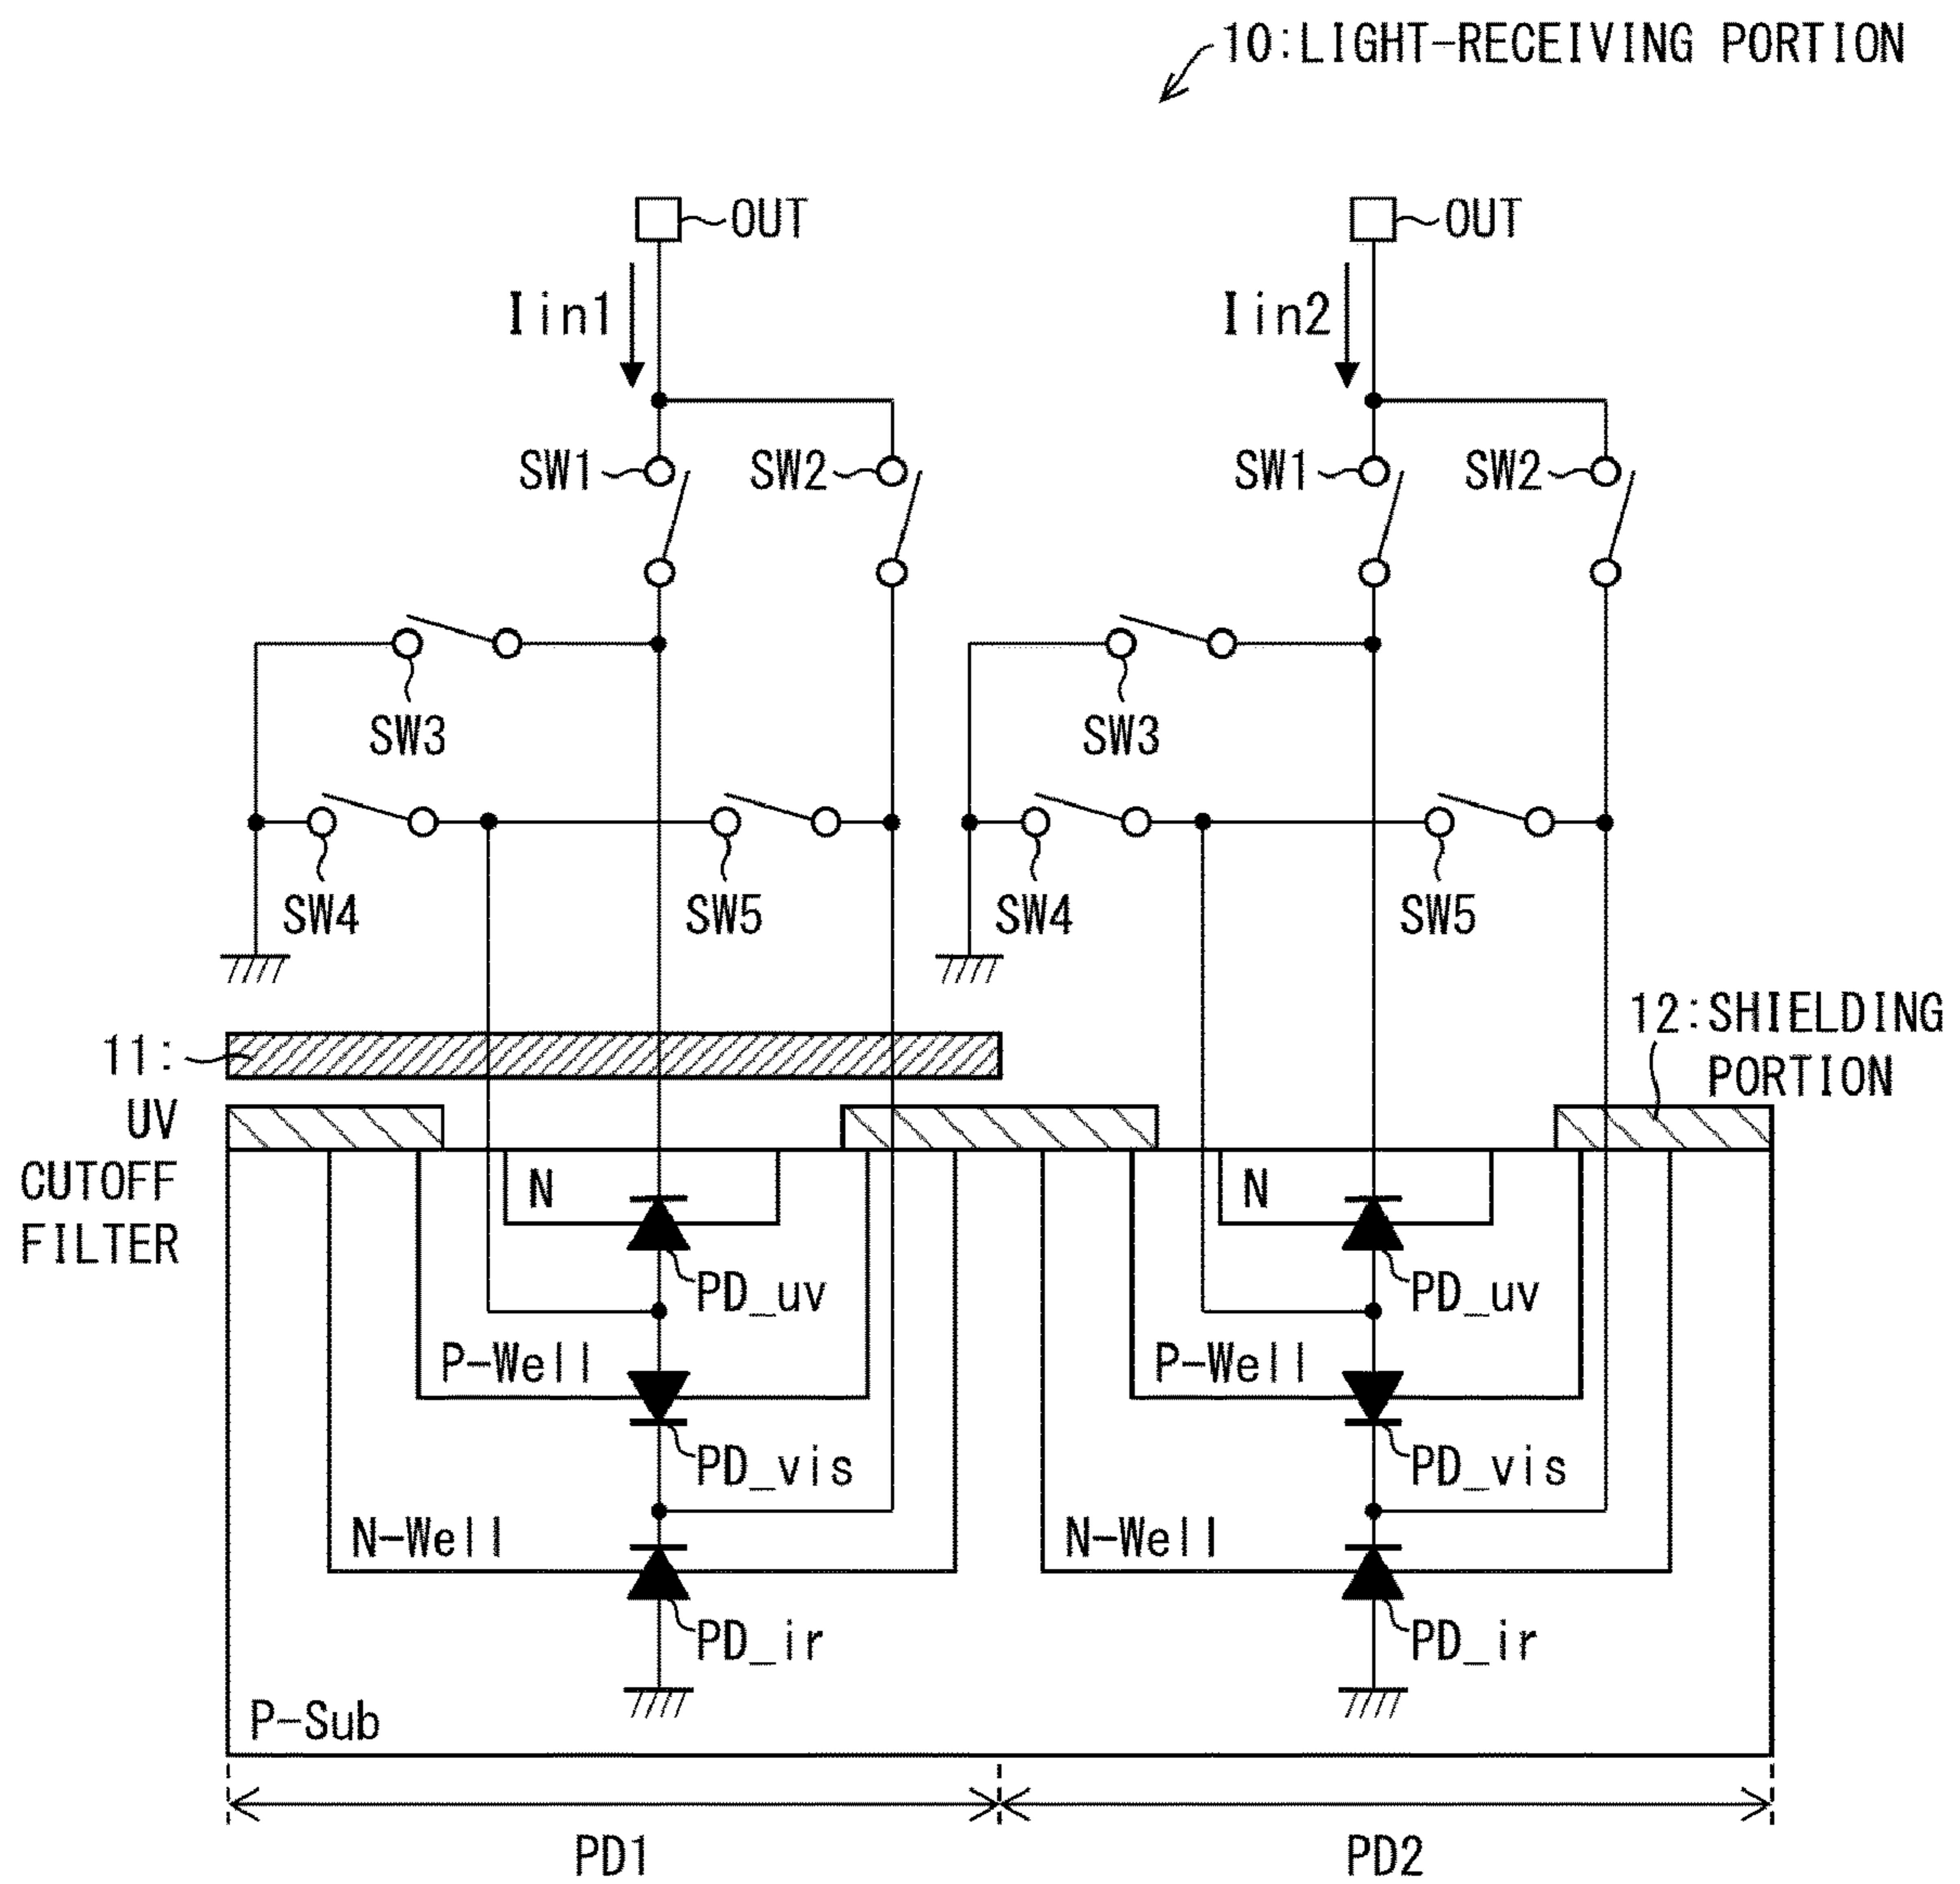 10:LIGHT-RECEIVING PORTION
OUT
OUT
Iin1
Iin2
SW1
SW2
SW1
SW2
SW3
SW3
SW4
SW5
SW4
SW5
11:
UV
CUTOFF
FILTER
12:SHIELDING
PORTION
N
N
PD_uv
PD_uv
P-Well
P-Well
PD_vis
PD_vis
N-Well
N-Well
PD_ir
PD_ir
P-Sub
PD1
PD2